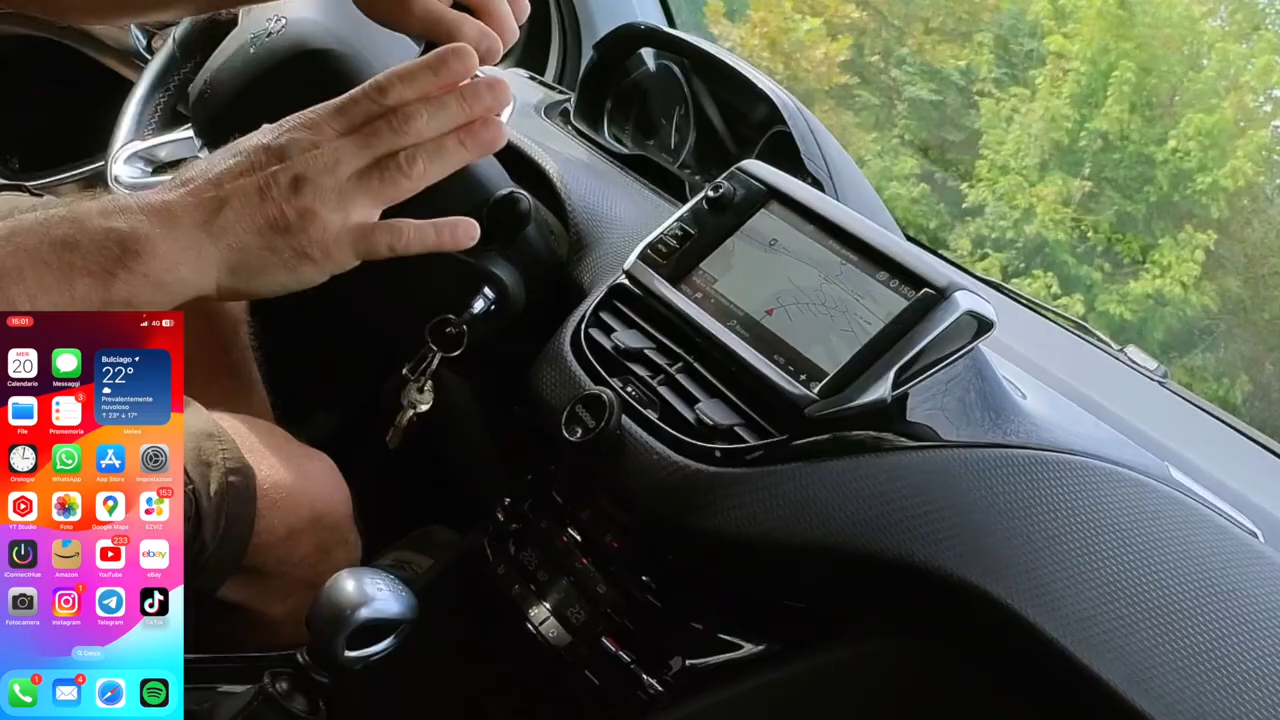 15:01
4G
MER
20
Calendario
Messaggi
Bulciago
22°
Prevalentemente
nuvoloso
↑ 23° ↓ 17°
Meteo
File
3
Promemoria
Orologio
WhatsApp
App Store
Impostazioni
YT Studio
Foto
Google Maps
153
EZVIZ
iConnectHue
Amazon
233
YouTube
ebay
eBay
Fotocamera
1
Instagram
Telegram
TikTok
Cerca
1
4
22